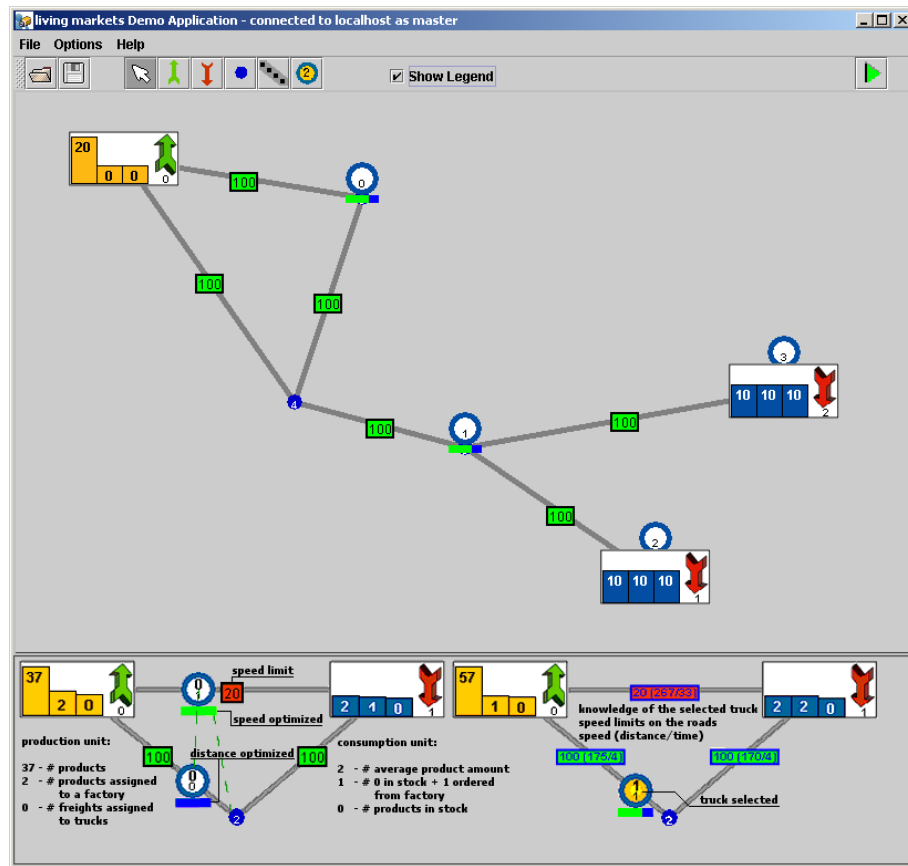 living markets Demo Application - connected to localhost as master
File Options Help
2
Show Legend
20 0 0 0
100
0
100
100
3
10 10 10 2
4
100
1
100
100
2
10 10 10 1
37 2 0 0
speed limit
0 1
20
2 1 0 1
speed optimized
distance optimized
100
100
0 0
2
production unit:
37 - # products
2 - # products assigned
to a factory
0 - # freights assigned
to trucks
consumption unit:
2 - # average product amount
1 - # 0 in stock + 1 ordered
from factory
0 - # products in stock
57 1 0 0
20 [267/33]
2 2 0 1
knowledge of the selected truck
speed limits on the roads
speed (distance/time)
100 [175/4]
100 [170/4]
1 1
truck selected
2